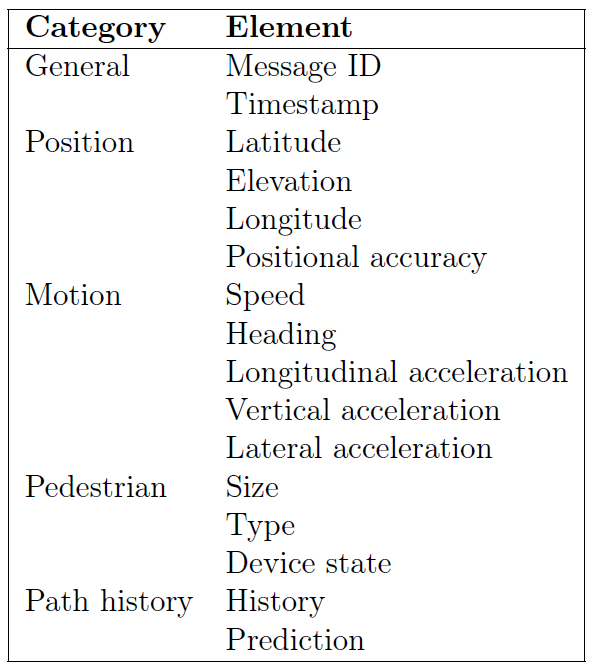 Category Element
General Message ID
Timestamp
Position Latitude
Elevation
Longitude
Positional accuracy
Motion Speed
Heading
Longitudinal acceleration
Vertical acceleration
Lateral acceleration
Pedestrian Size
Type
Device state
Path history History
Prediction